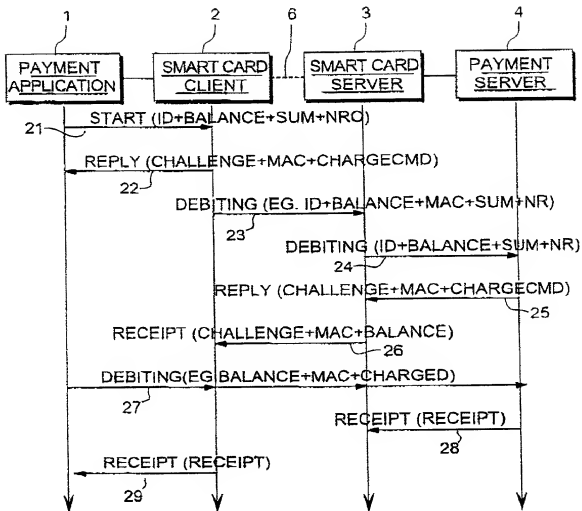 1 2 6 3 4
PAYMENT APPLICATION
SMART CARD CLIENT
SMART CARD SERVER
PAYMENT SERVER
START (ID+BALANCE+SUM+NRC)
21
REPLY (CHALLENGE+MAC+CHARGECMD)
22
DEBITING (EG. ID+BALANCE+MAC+SUM+NR)
23
DEBITING (ID+BALANCE+SUM+NR)
24
REPLY (CHALLENGE+MAC+CHARGECMD)
25
RECEIPT (CHALLENGE+MAC+BALANCE)
26
DEBITING(EG BALANCE+MAC+CHARGED)
27
RECEIPT (RECEIPT)
28
RECEIPT (RECEIPT)
29